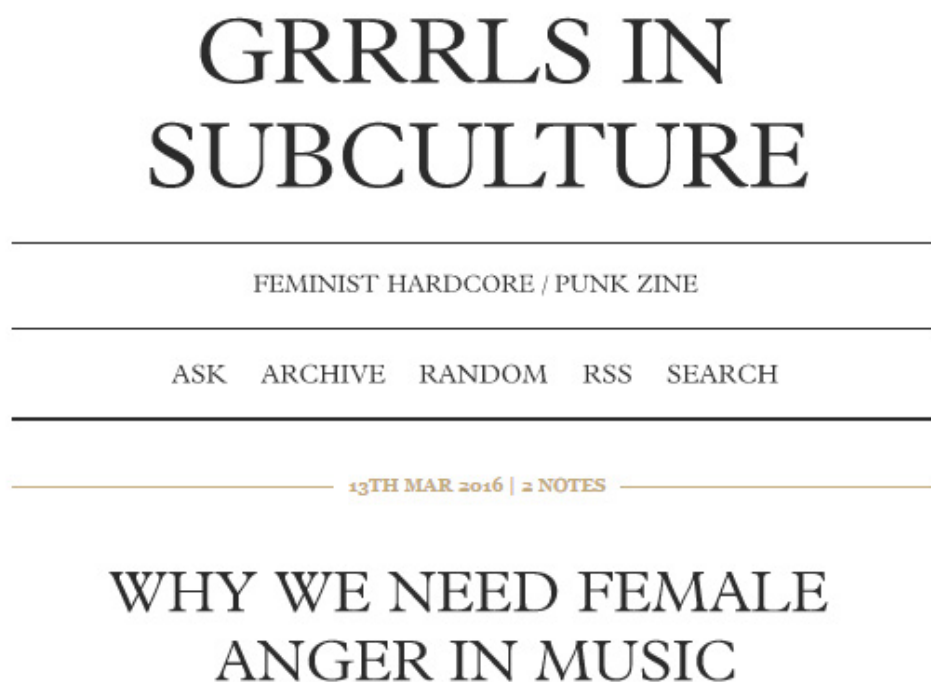 GRRRLS IN
SUBCULTURE
FEMINIST HARDCORE / PUNK ZINE
ASK ARCHIVE RANDOM RSS SEARCH
13TH MAR 2016 | 2 NOTES
WHY WE NEED FEMALE
ANGER IN MUSIC